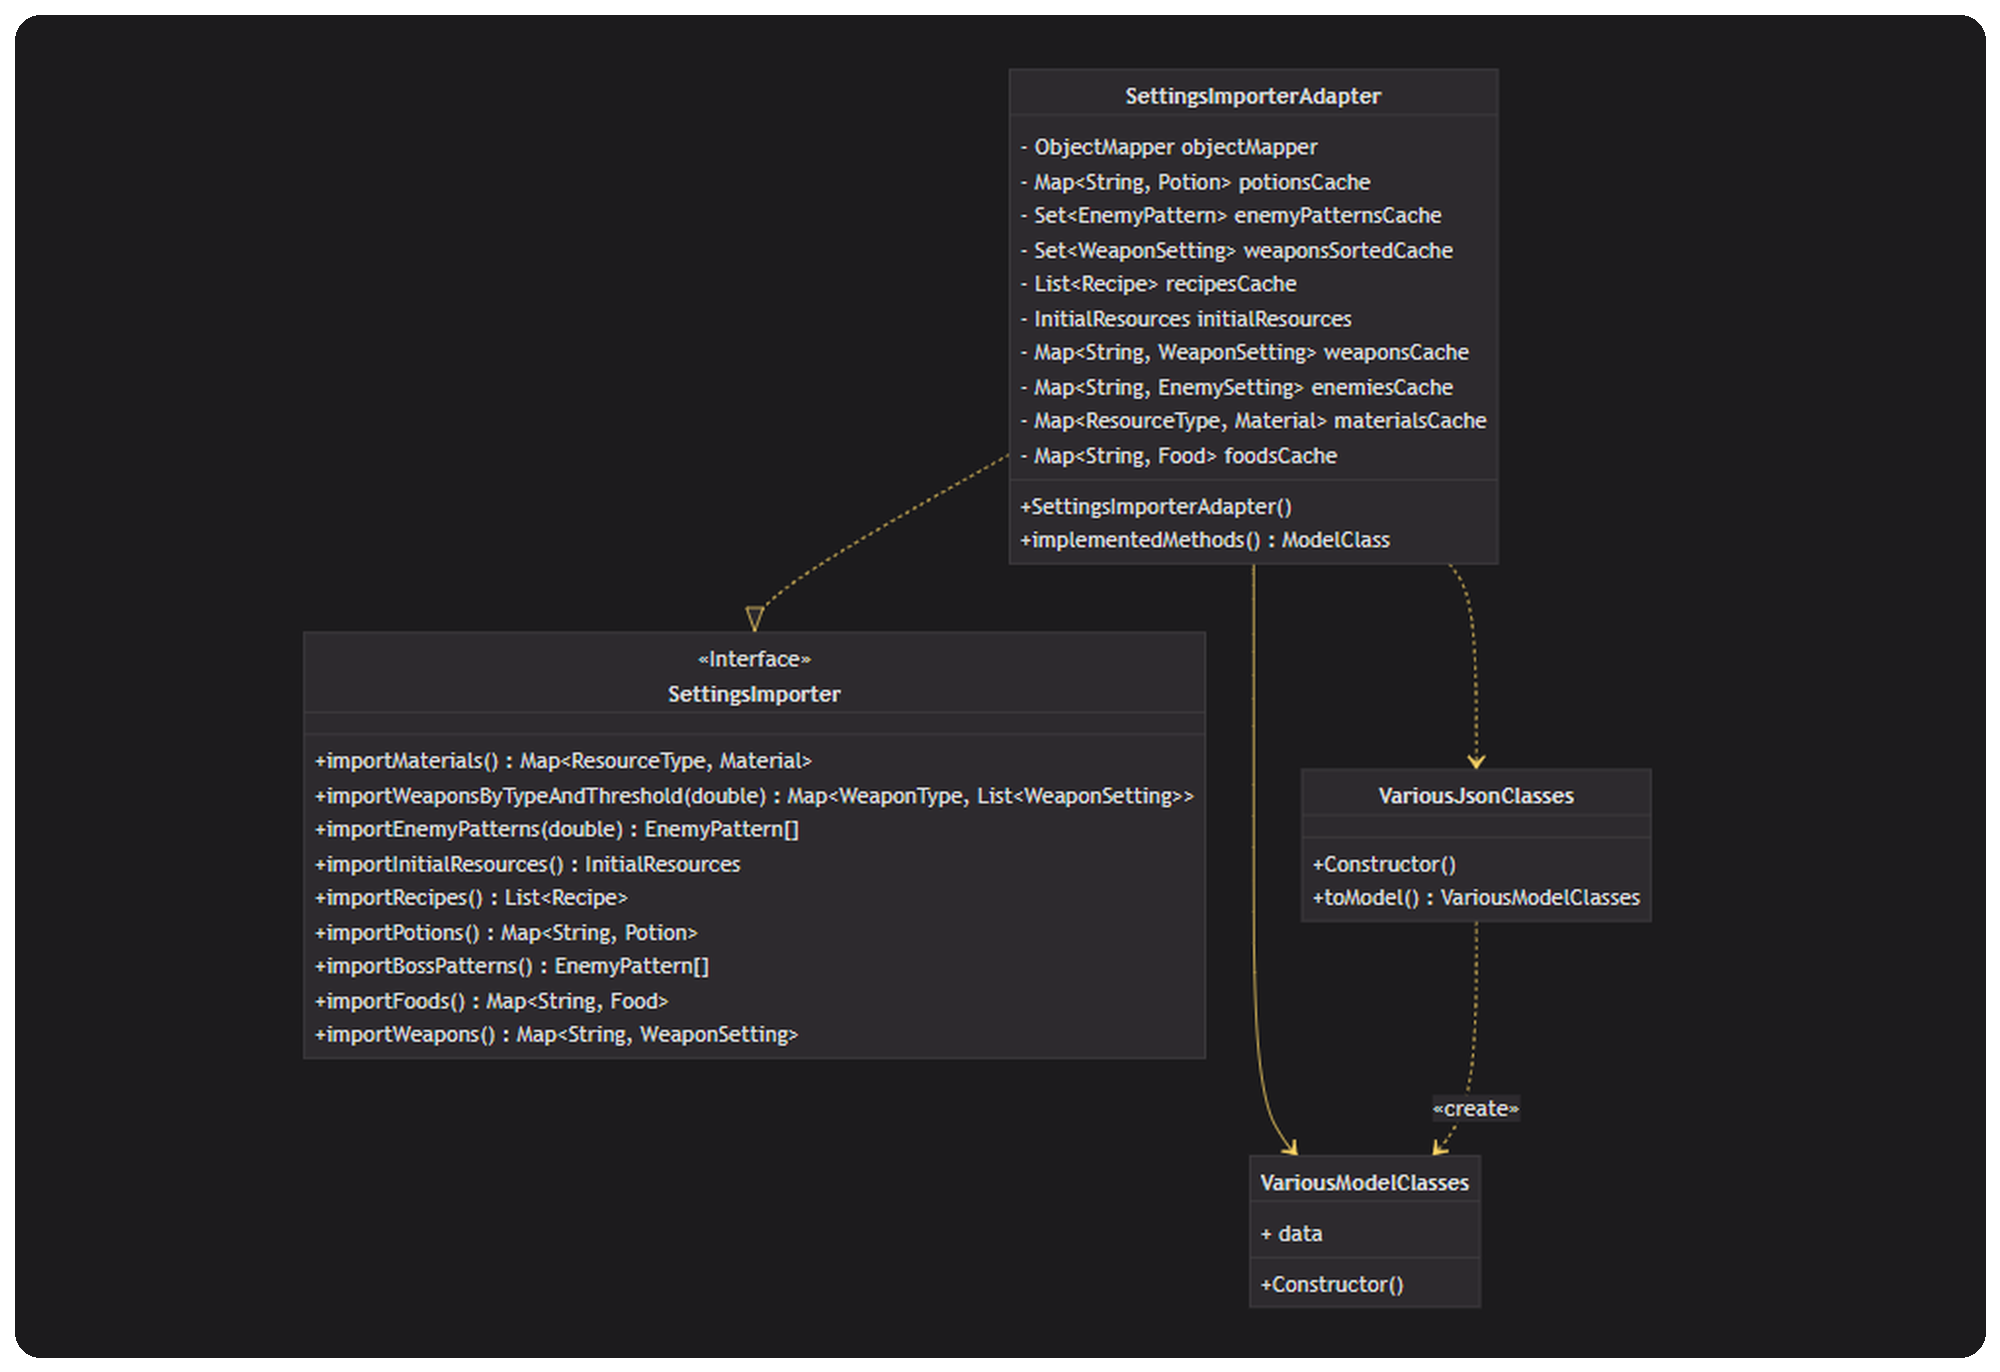 SettingsImporterAdapter
- ObjectMapper objectMapper
- Map<String, Potion> potionsCache
- Set<EnemyPattern> enemyPatternsCache
- Set<WeaponSetting> weaponsSortedCache
- List<Recipe> recipesCache
- InitialResources initialResources
- Map<String, WeaponSetting> weaponsCache
- Map<String, EnemySetting> enemiesCache
- Map<ResourceType, Material> materialsCache
- Map<String, Food> foodsCache
+SettingsImporterAdapter()
+implementedMethods() : ModelClass
«Interface»
SettingsImporter
+importMaterials() : Map<ResourceType, Material>
+importWeaponsByTypeAndThreshold(double) : Map<WeaponType, List<WeaponSetting>>
+importEnemyPatterns(double) : EnemyPattern[]
+importInitialResources() : InitialResources
+importRecipes() : List<Recipe>
+importPotions() : Map<String, Potion>
+importBossPatterns() : EnemyPattern[]
+importFoods() : Map<String, Food>
+importWeapons() : Map<String, WeaponSetting>
VariousJsonClasses
+Constructor()
+toModel() : VariousModelClasses
«create»
VariousModelClasses
+ data
+Constructor()